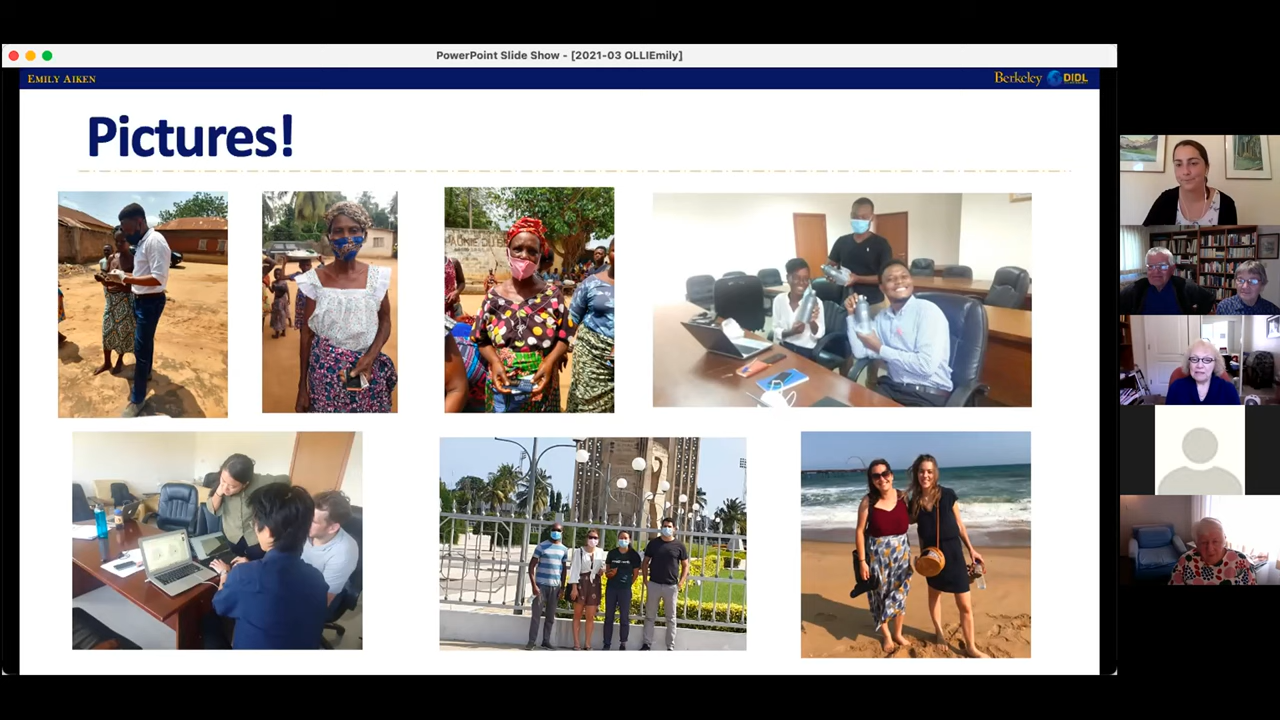 PowerPoint Slide Show - [2021-03 OLLIEmily]
EMILY AIKEN
Berkeley DIDL
Pictures!